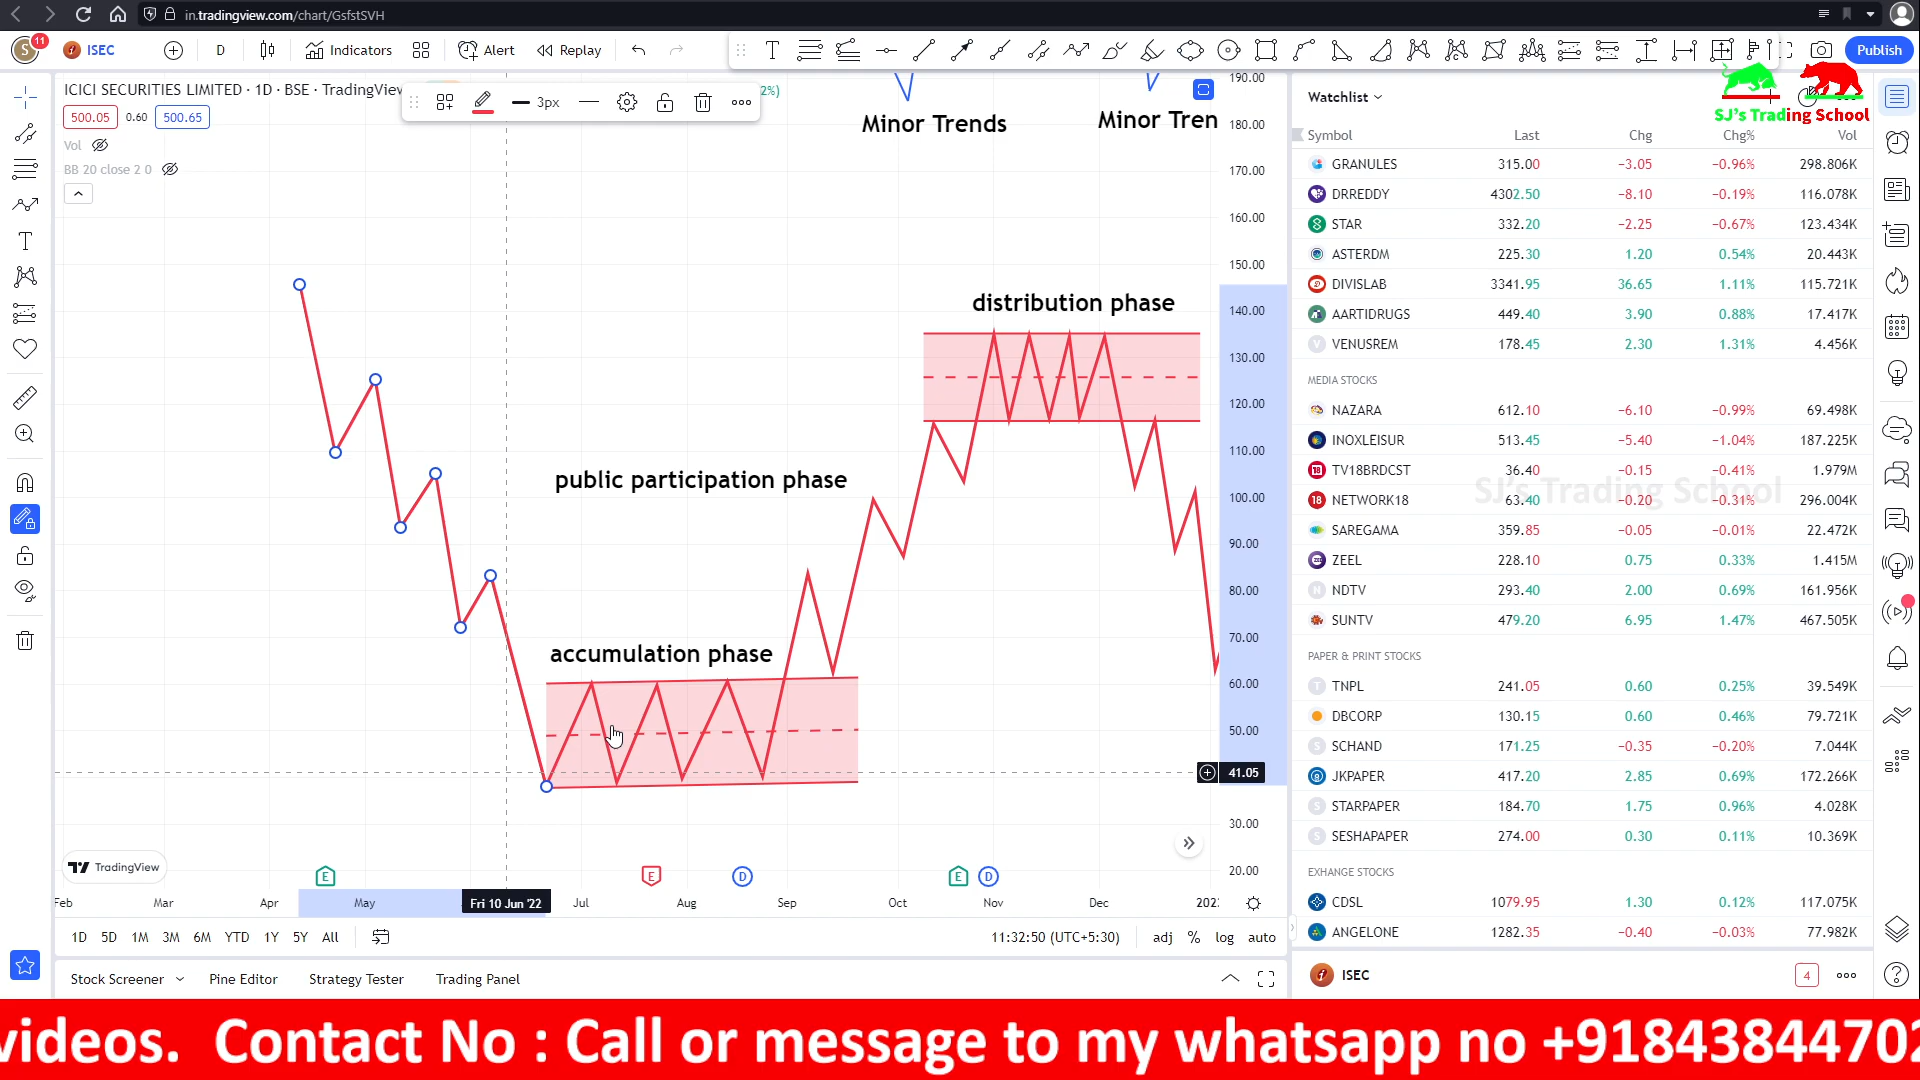 in.tradingview.com/chart/GsfstSVH
S 11 ISEC D Indicators Alert Replay Publish
ICICI SECURITIES LIMITED · 1D · BSE · TradingView
500.05 0.60 500.65
Vol
BB 20 close 2 0
3px
2%)
Minor Trends
Minor Tren
distribution phase
public participation phase
accumulation phase
190.00
180.00
170.00
160.00
150.00
140.00
130.00
120.00
110.00
100.00
90.00
80.00
70.00
60.00
50.00
41.05
30.00
20.00
TradingView
E E D E D
Feb Mar Apr May Fri 10 Jun '22 Jul Aug Sep Oct Nov Dec 202
1D 5D 1M 3M 6M YTD 1Y 5Y All 11:32:50 (UTC+5:30) adj % log auto
Stock Screener Pine Editor Strategy Tester Trading Panel
Watchlist
SJ's Trading School
Symbol Last Chg Chg% Vol
GRANULES 315.00 −3.05 −0.96% 298.806K
DRREDDY 4302.50 −8.10 −0.19% 116.078K
STAR 332.20 −2.25 −0.67% 123.434K
ASTERDM 225.30 1.20 0.54% 20.443K
DIVISLAB 3341.95 36.65 1.11% 115.721K
AARTIDRUGS 449.40 3.90 0.88% 17.417K
V VENUSREM 178.45 2.30 1.31% 4.456K
MEDIA STOCKS
NAZARA 612.10 −6.10 −0.99% 69.498K
INOXLEISUR 513.45 −5.40 −1.04% 187.225K
18 TV18BRDCST 36.40 −0.15 −0.41% 1.979M
SJ's Trading School
18 NETWORK18 63.40 −0.20 −0.31% 296.004K
SAREGAMA 359.85 −0.05 −0.01% 22.472K
ZEEL 228.10 0.75 0.33% 1.415M
N NDTV 293.40 2.00 0.69% 161.956K
SUNTV 479.20 6.95 1.47% 467.505K
PAPER & PRINT STOCKS
T TNPL 241.05 0.60 0.25% 39.549K
DBCORP 130.15 0.60 0.46% 79.721K
S SCHAND 171.25 −0.35 −0.20% 7.044K
JKPAPER 417.20 2.85 0.69% 172.266K
S STARPAPER 184.70 1.75 0.96% 4.028K
S SESHAPAPER 274.00 0.30 0.11% 10.369K
EXHANGE STOCKS
CDSL 1079.95 1.30 0.12% 117.075K
ANGELONE 1282.35 −0.40 −0.03% 77.982K
ISEC 4
videos. Contact No : Call or message to my whatsapp no +91843844702